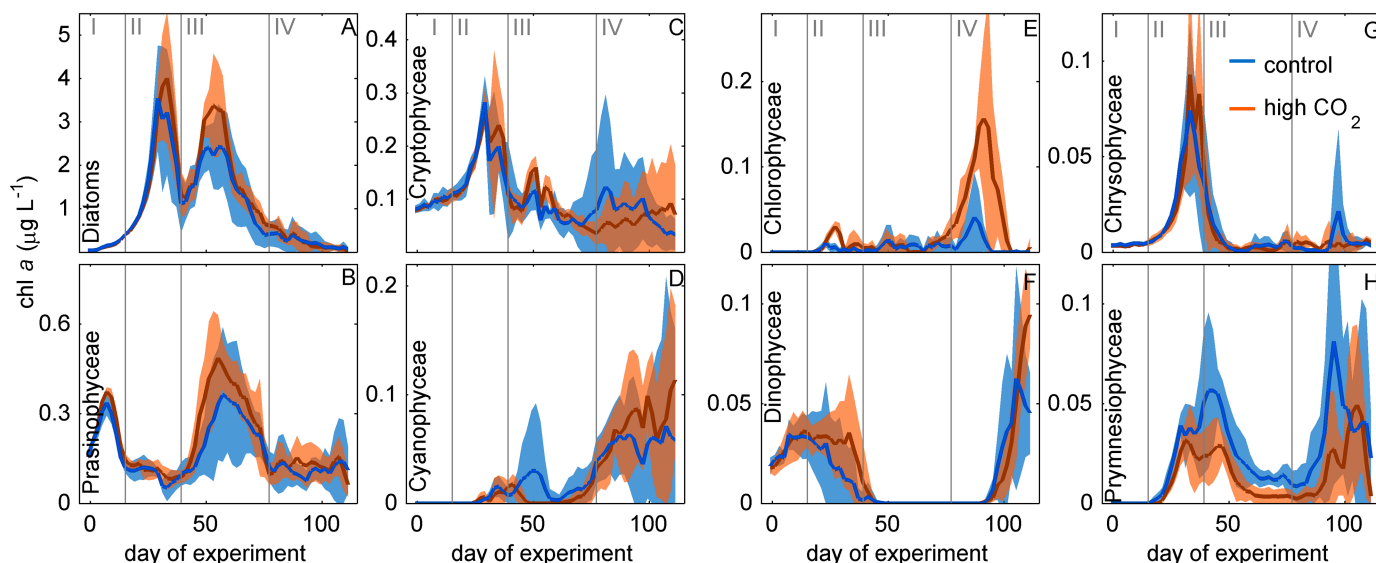 chl a (µg L⁻¹)
I II III IV A
5
4
3
2
1
Diatoms
I II III IV C
0.4
0.3
0.2
0.1
Cryptophyceae
I II III IV E
0.2
0.1
0
Chlorophyceae
I II III IV G
0.1
0.05
0
Chrysophyceae
control
high CO₂
B
0.6
0.3
0
Prasinophyceae
0 50 100
day of experiment
D
0.2
0.1
0
Cyanophyceae
0 50 100
day of experiment
F
0.1
0.05
0
Dinophyceae
0 50 100
day of experiment
H
0.1
0.05
0
Prymnesiophyceae
0 50 100
day of experiment